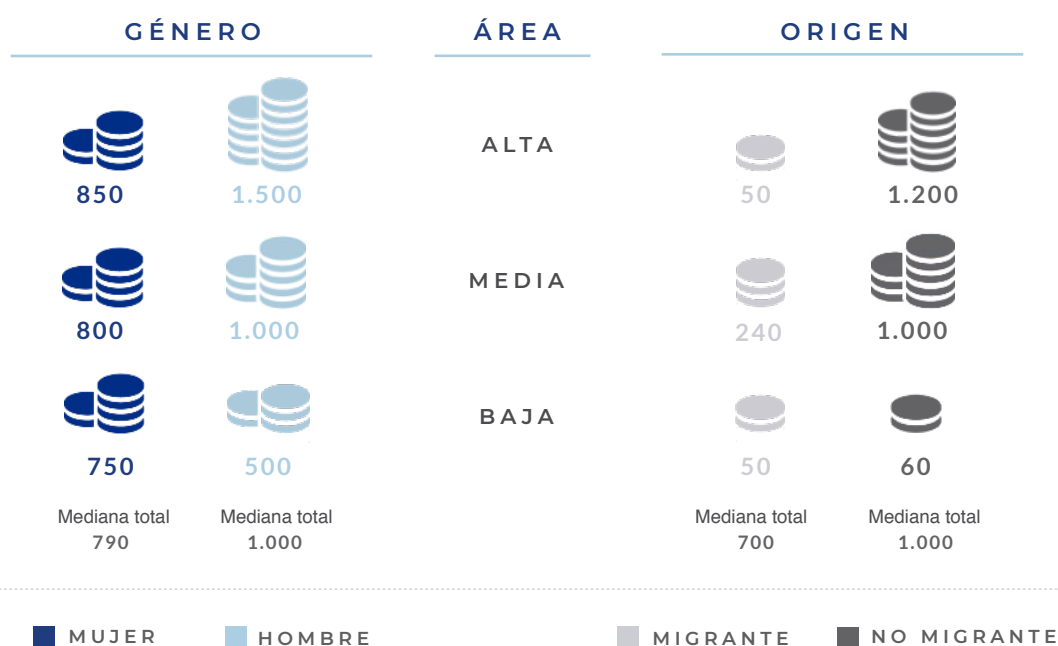 GÉNERO ÁREA ORIGEN
ALTA
850 1.500 50 1.200
MEDIA
800 1.000 240 1.000
BAJA
750 500 50 60
Mediana total Mediana total Mediana total Mediana total
790 1.000 700 1.000
MUJER HOMBRE MIGRANTE NO MIGRANTE